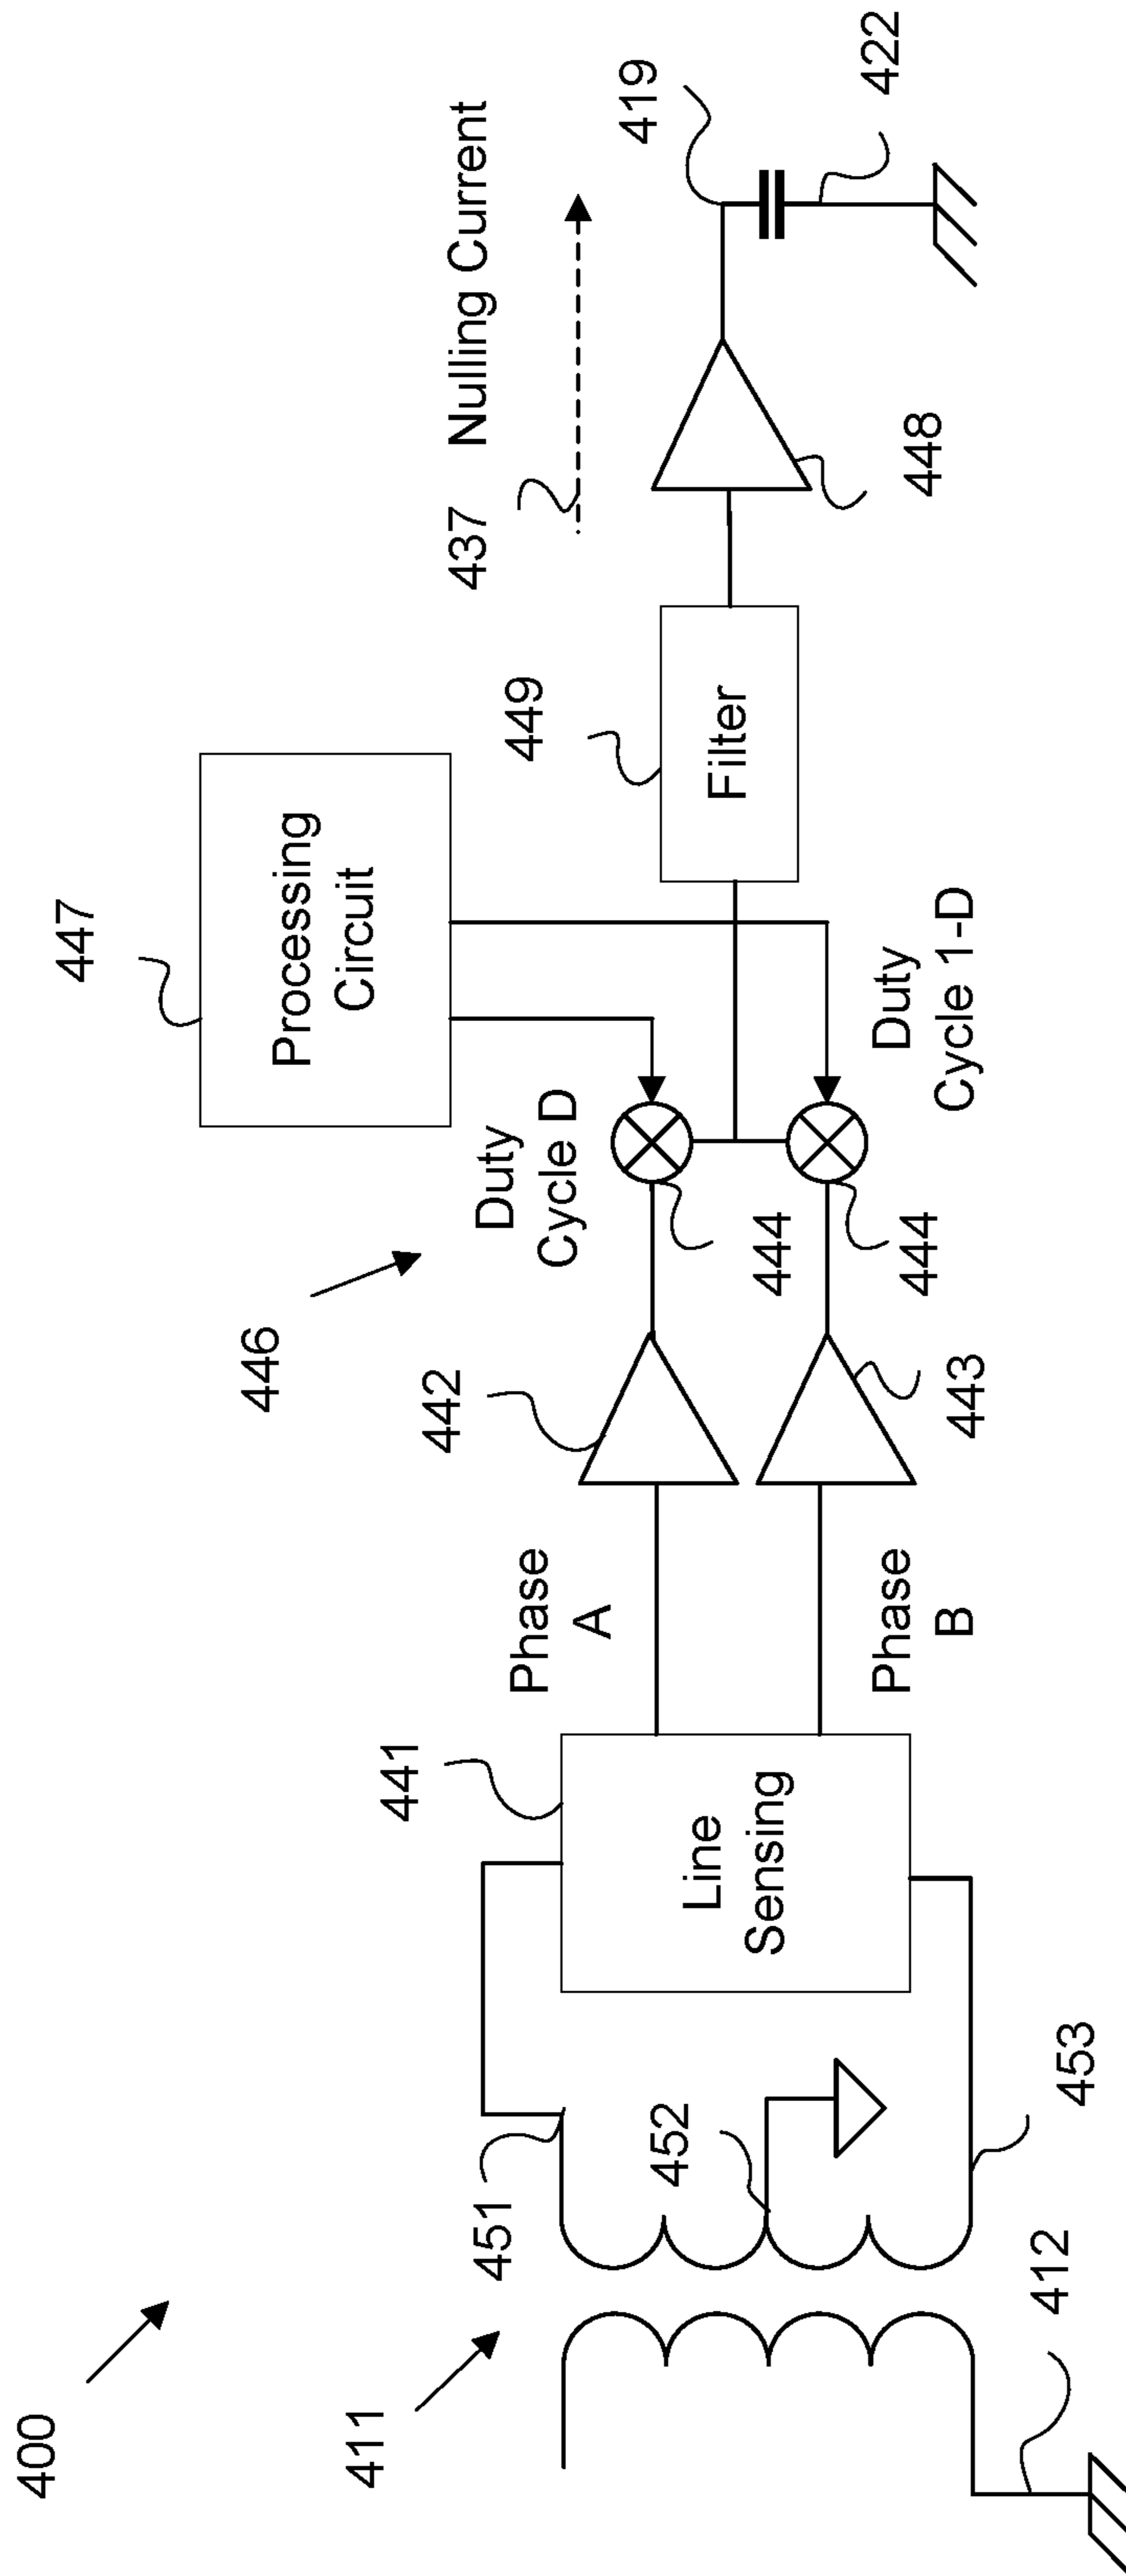 400
411
412
451
452
453
441
Line
Sensing
Phase
A
Phase
B
442
443
446
Duty
Cycle D
444
444
Duty
Cycle 1-D
447
Processing
Circuit
449
Filter
437
Nulling Current
448
419
422